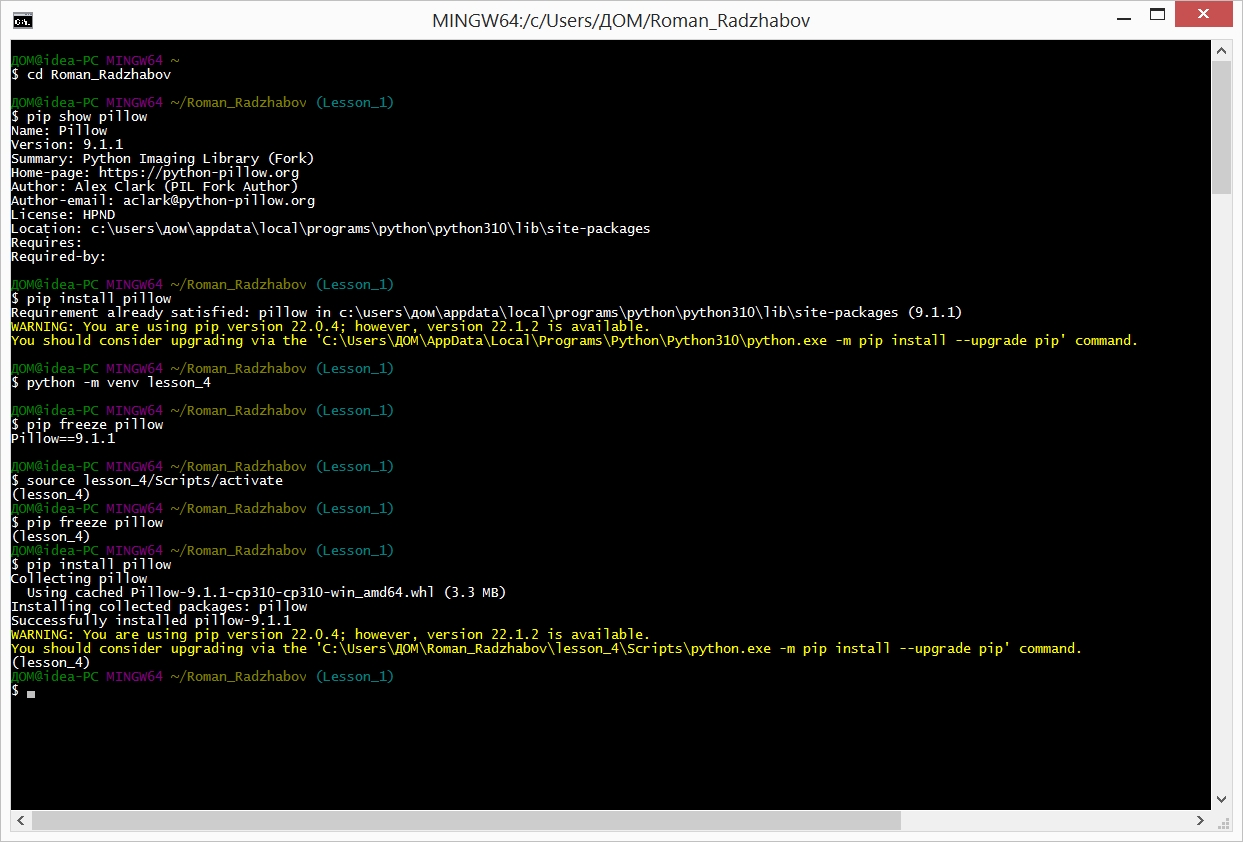 MINGW64:/c/Users/ДОМ/Roman_Radzhabov
ДОМ@idea-PC MINGW64 ~
$ cd Roman_Radzhabov
ДОМ@idea-PC MINGW64 ~/Roman_Radzhabov (Lesson_1)
$ pip show pillow
Name: Pillow
Version: 9.1.1
Summary: Python Imaging Library (Fork)
Home-page: https://python-pillow.org
Author: Alex Clark (PIL Fork Author)
Author-email: aclark@python-pillow.org
License: HPND
Location: c:\users\дом\appdata\local\programs\python\python310\lib\site-packages
Requires:
Required-by:
ДОМ@idea-PC MINGW64 ~/Roman_Radzhabov (Lesson_1)
$ pip install pillow
Requirement already satisfied: pillow in c:\users\дом\appdata\local\programs\python\python310\lib\site-packages (9.1.1)
WARNING: You are using pip version 22.0.4; however, version 22.1.2 is available.
You should consider upgrading via the 'C:\Users\ДОМ\AppData\Local\Programs\Python\Python310\python.exe -m pip install --upgrade pip' command.
ДОМ@idea-PC MINGW64 ~/Roman_Radzhabov (Lesson_1)
$ python -m venv lesson_4
ДОМ@idea-PC MINGW64 ~/Roman_Radzhabov (Lesson_1)
$ pip freeze pillow
Pillow==9.1.1
ДОМ@idea-PC MINGW64 ~/Roman_Radzhabov (Lesson_1)
$ source lesson_4/Scripts/activate
(lesson_4)
ДОМ@idea-PC MINGW64 ~/Roman_Radzhabov (Lesson_1)
$ pip freeze pillow
(lesson_4)
ДОМ@idea-PC MINGW64 ~/Roman_Radzhabov (Lesson_1)
$ pip install pillow
Collecting pillow
  Using cached Pillow-9.1.1-cp310-cp310-win_amd64.whl (3.3 MB)
Installing collected packages: pillow
Successfully installed pillow-9.1.1
WARNING: You are using pip version 22.0.4; however, version 22.1.2 is available.
You should consider upgrading via the 'C:\Users\ДОМ\Roman_Radzhabov\lesson_4\Scripts\python.exe -m pip install --upgrade pip' command.
(lesson_4)
ДОМ@idea-PC MINGW64 ~/Roman_Radzhabov (Lesson_1)
$